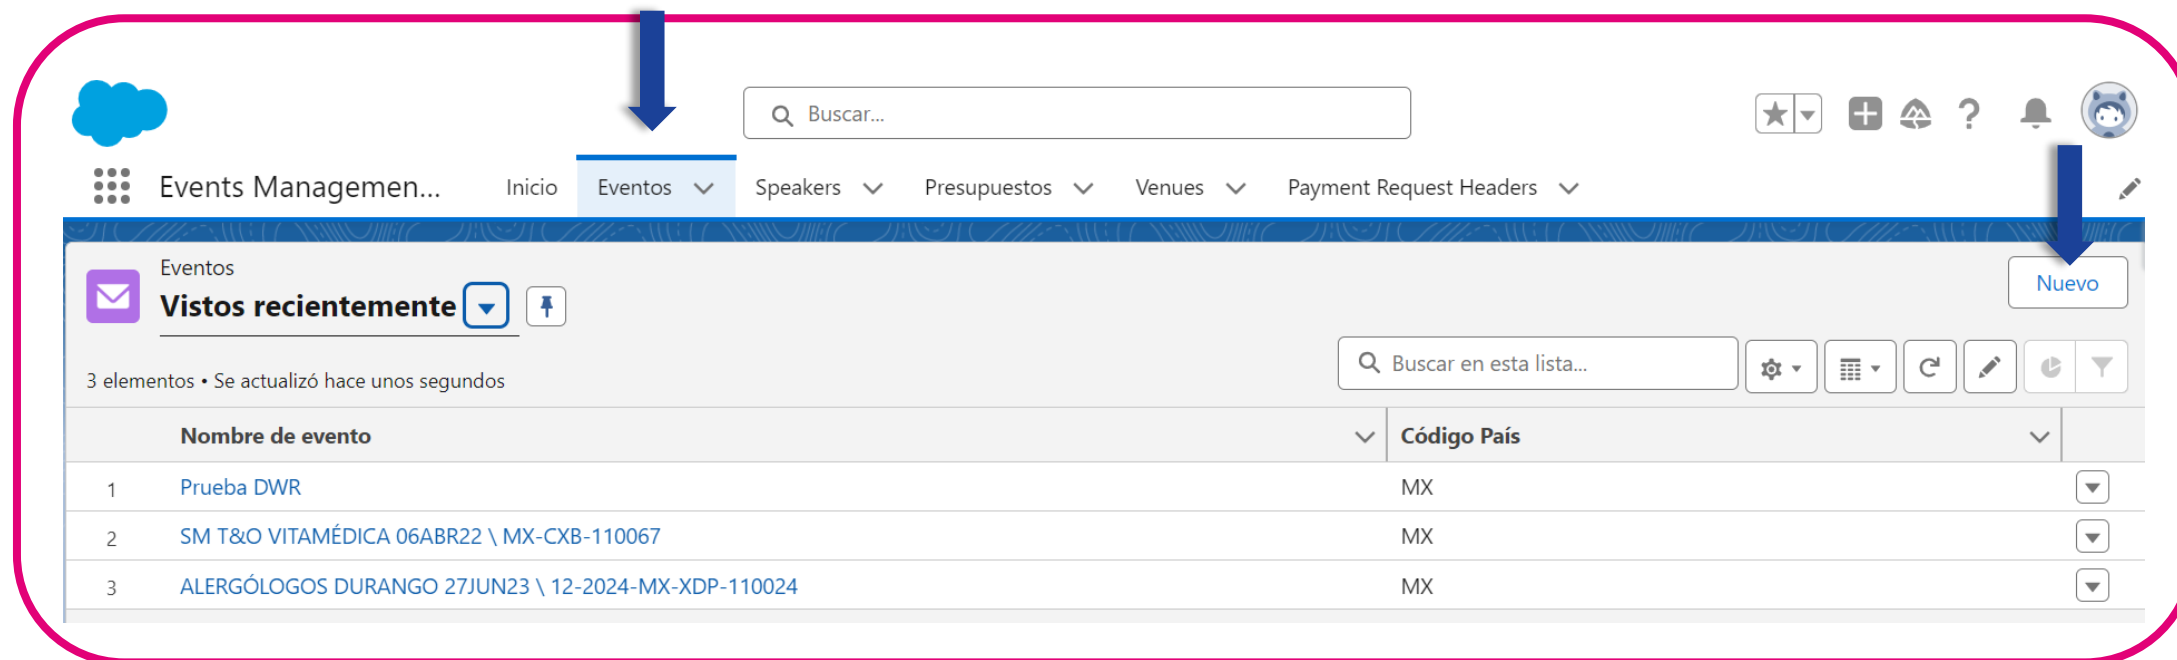 Buscar...
Events Managemen... Inicio Eventos Speakers Presupuestos Venues Payment Request Headers
Eventos
Vistos recientemente
Nuevo
3 elementos • Se actualizó hace unos segundos
Buscar en esta lista...
Nombre de evento Código País
1 Prueba DWR MX
2 SM T&O VITAMÉDICA 06ABR22 \ MX-CXB-110067 MX
3 ALERGÓLOGOS DURANGO 27JUN23 \ 12-2024-MX-XDP-110024 MX